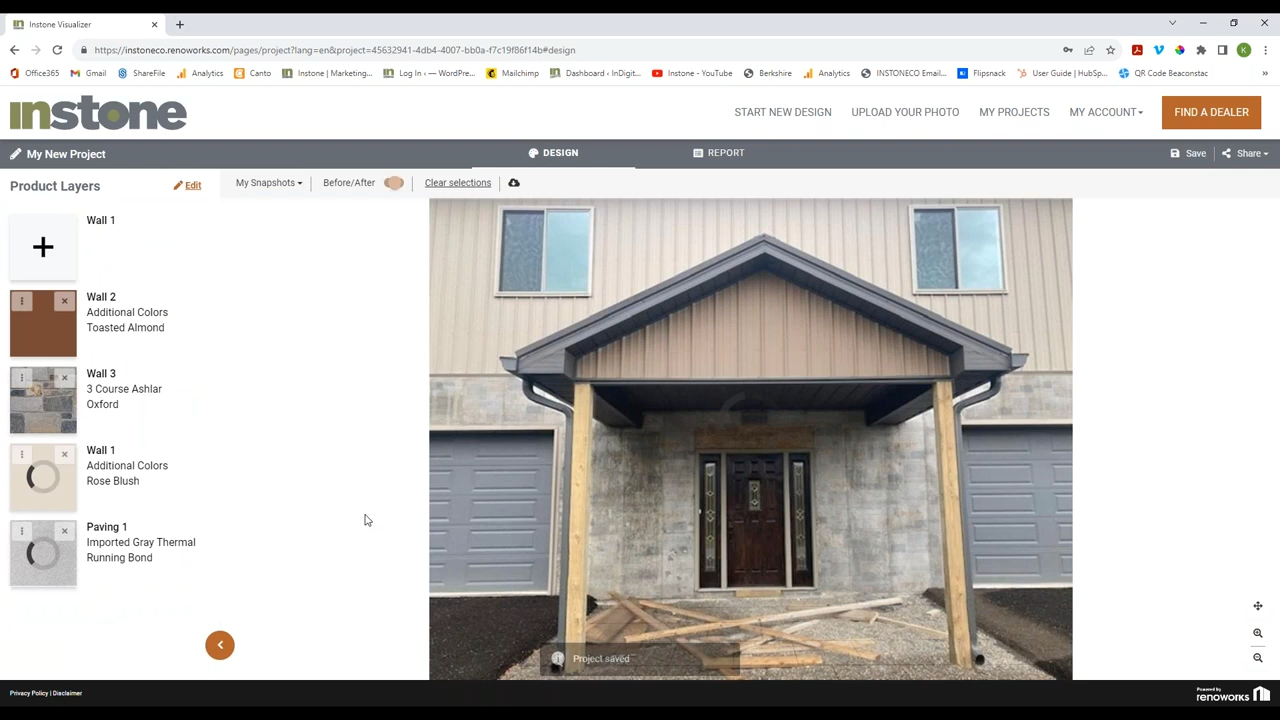 Instone Visualizer
https://instoneco.renoworks.com/pages/project?lang=en&project=45632941-4db4-4007-bb0a-f7c19f86f14b#design
K
Office365 Gmail ShareFile Analytics Canto Instone | Marketing... Log In ‹ — WordPre... Mailchimp Dashboard ‹ InDigit... Instone - YouTube Berkshire Analytics INSTONECO Email... Flipsnack User Guide | HubSp... QR Code Beaconstac »
instone
START NEW DESIGN UPLOAD YOUR PHOTO MY PROJECTS MY ACCOUNT FIND A DEALER
My New Project DESIGN REPORT Save Share
Product Layers Edit My Snapshots Before/After Clear selections
Wall 1
Wall 2
Additional Colors
Toasted Almond
Wall 3
3 Course Ashlar
Oxford
Wall 1
Additional Colors
Rose Blush
Paving 1
Imported Gray Thermal
Running Bond
Project saved
Privacy Policy | Disclaimer
Powered by
renoworks